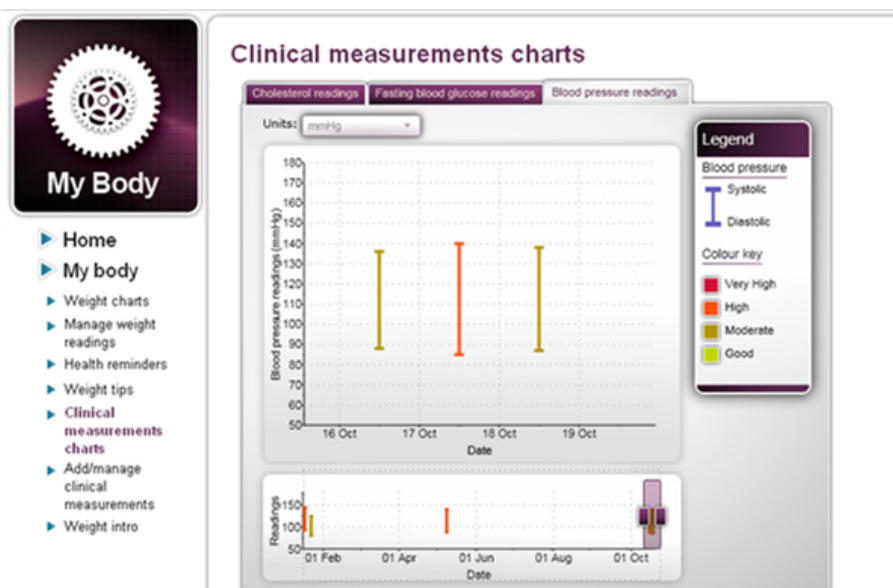 My Body
Home
My body
Weight charts
Manage weight
readings
Health reminders
Weight tips
Clinical
measurements
charts
Add/manage
clinical
measurements
Weight intro
Clinical measurements charts
Cholesterol readings
Fasting blood glucose readings
Blood pressure readings
Units: mmHg
Blood pressure readings (mmHg)
180
170
160
150
140
130
120
110
100
90
80
70
60
50
16 Oct 17 Oct 18 Oct 19 Oct
Date
Legend
Blood pressure
Systolic
Diastolic
Colour key
Very High
High
Moderate
Good
Readings
150
100
50
01 Feb 01 Apr 01 Jun 01 Aug 01 Oct
Date